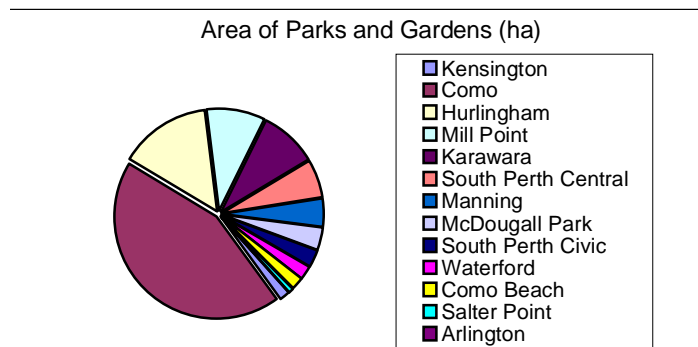 Area of Parks and Gardens (ha)
Kensington
Como
Hurlingham
Mill Point
Karawara
South Perth Central
Manning
McDougall Park
South Perth Civic
Waterford
Como Beach
Salter Point
Arlington